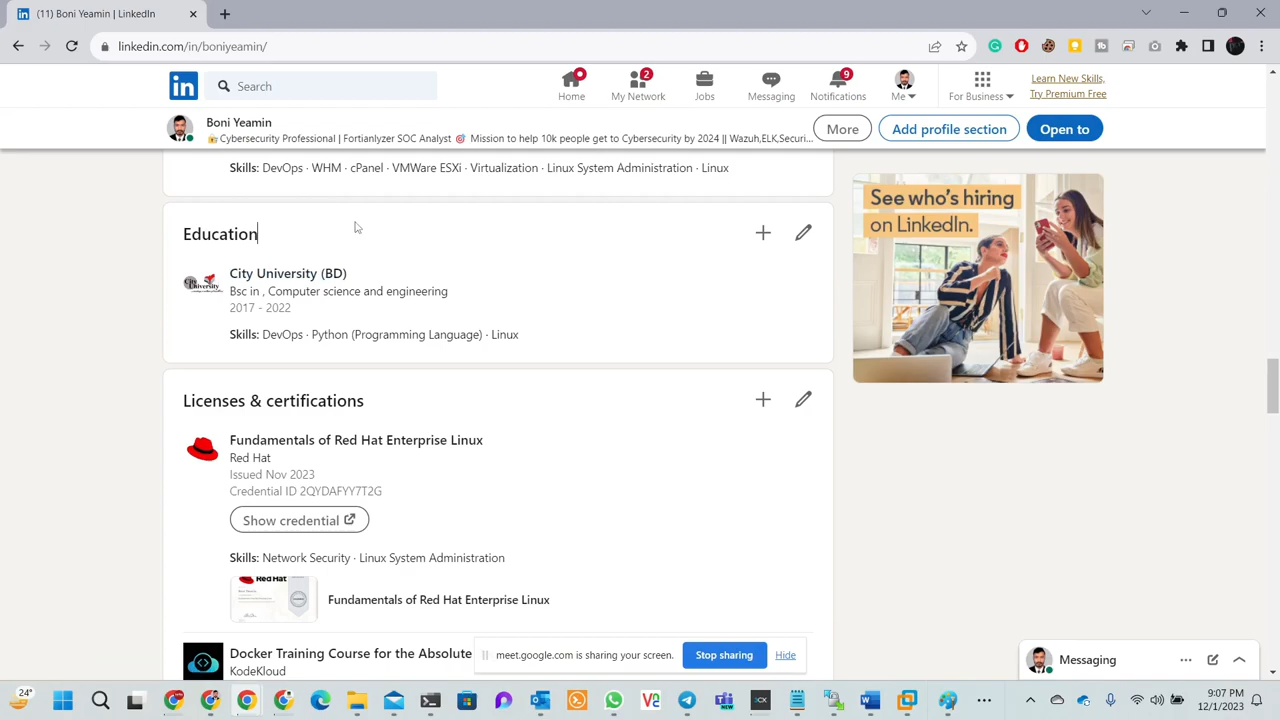 (11) Boni Yeamin | LinkedIn
linkedin.com/in/boniyeamin/
in
Search
Home
2
My Network
Jobs
Messaging
9
Notifications
Me
For Business
Learn New Skills,
Try Premium Free
Boni Yeamin
Cybersecurity Professional | Fprtianlyzer SOC Analyst 🎯 Mission to help 10k people get to Cybersecurity by 2024 || Wazuh,ELK,Securi...
More
Add profile section
Open to
Skills: DevOps · WHM · cPanel · VMWare ESXi · Virtualization · Linux System Administration · Linux
Education
City University (BD)
Bsc in , Computer science and engineering
2017 - 2022
Skills: DevOps · Python (Programming Language) · Linux
See who's hiring
on LinkedIn.
Licenses & certifications
Fundamentals of Red Hat Enterprise Linux
Red Hat
Issued Nov 2023
Credential ID 2QYDAFYY7T2G
Show credential
Skills: Network Security · Linux System Administration
Red Hat
Fundamentals of Red Hat Enterprise Linux
Docker Training Course for the Absolute
KodeKloud
meet.google.com is sharing your screen.
Stop sharing
Hide
Messaging
24°
9:07 PM
12/1/2023